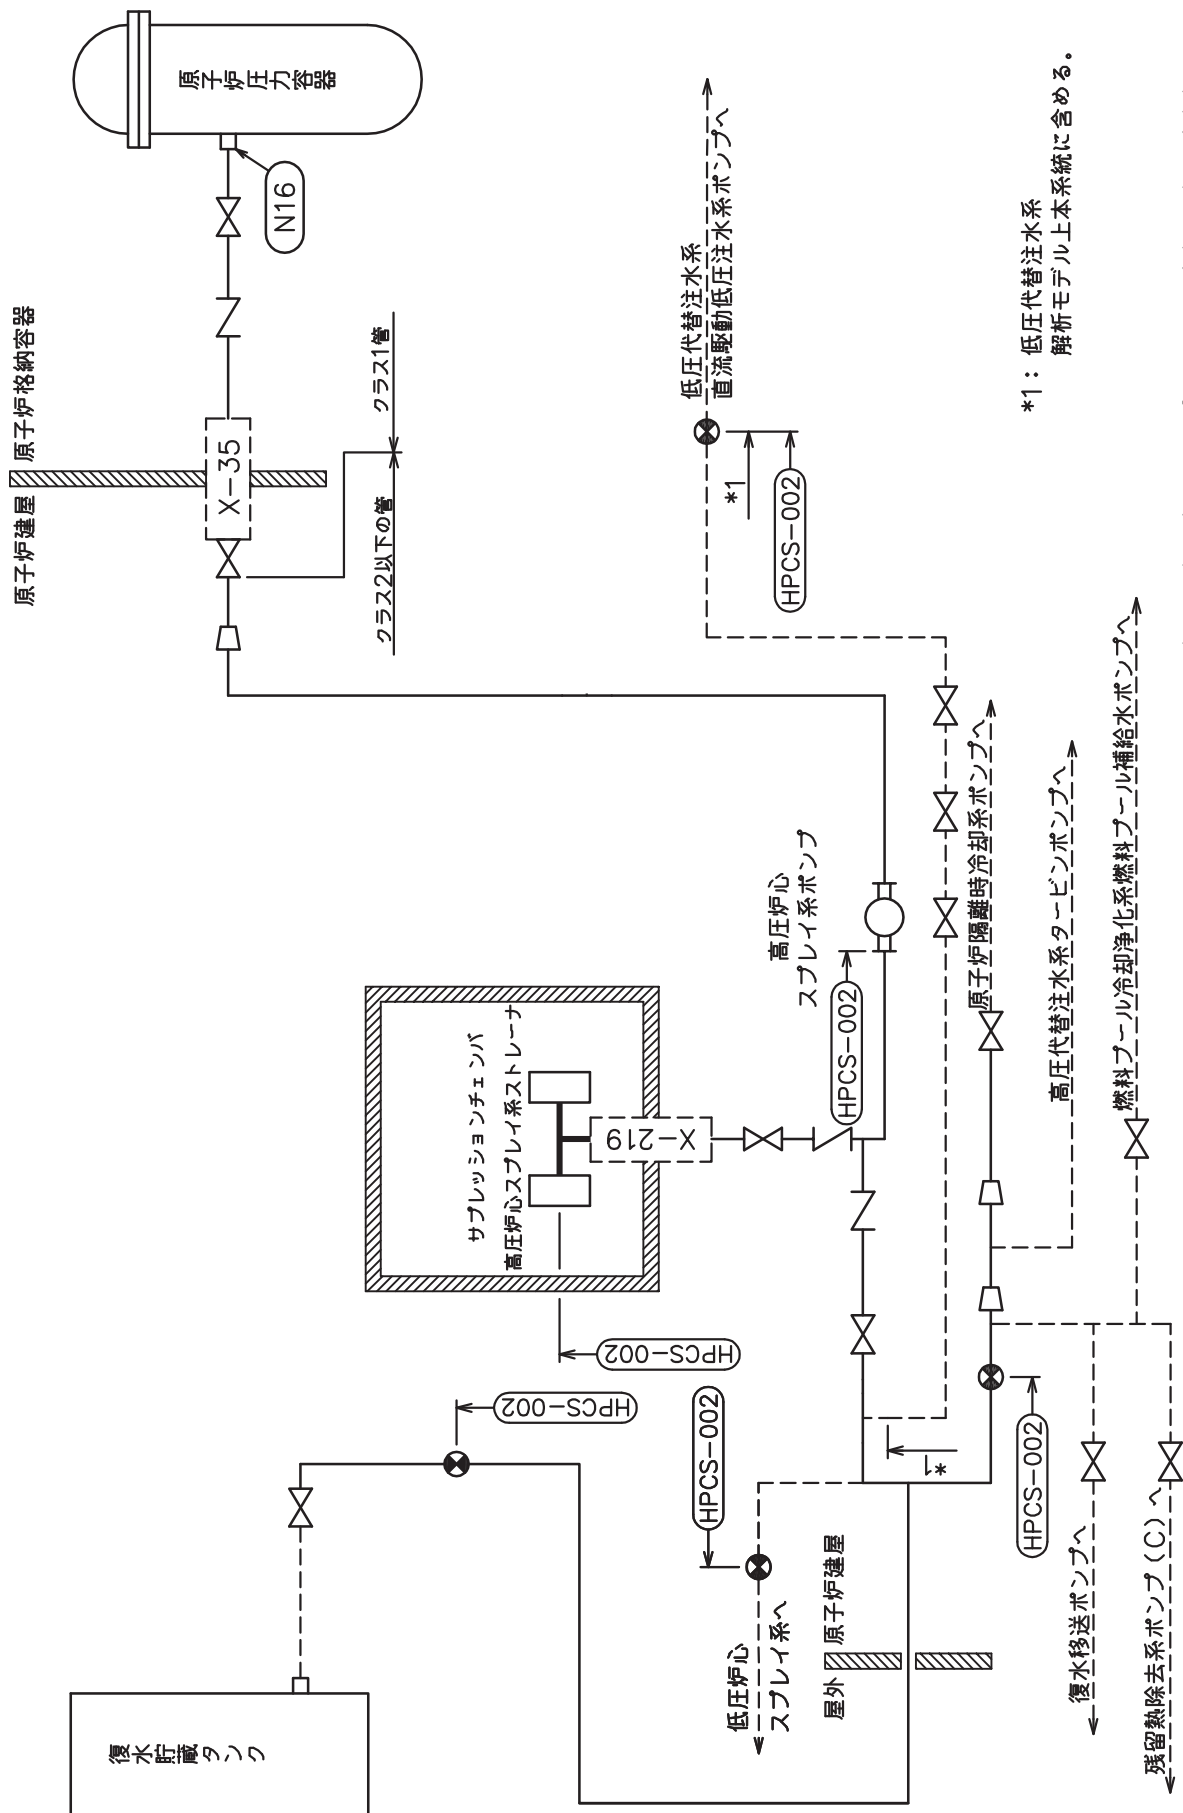 復水貯蔵タンク
原子炉建屋
原子炉格納容器
原子炉圧力容器
X-35
N16
クラス2以下の管
クラス1管
サプレッションチェンバ
高圧炉心スプレイ系ストレーナ
X-219
HPCS-002
HPCS-002
HPCS-002
低圧炉心
スプレイ系へ
屋外
原子炉建屋
高圧炉心
スプレイ系ポンプ
HPCS-002
低圧代替注水系
直流駆動低圧注水系ポンプへ
*1
HPCS-002
*1
HPCS-002
原子炉隔離時冷却系ポンプへ
高圧代替注水系タービンポンプへ
燃料プール冷却浄化系燃料プール補給水ポンプへ
復水移送ポンプへ
残留熱除去系ポンプ(C)へ
*1:低圧代替注水系
解析モデル上本系統に含める。